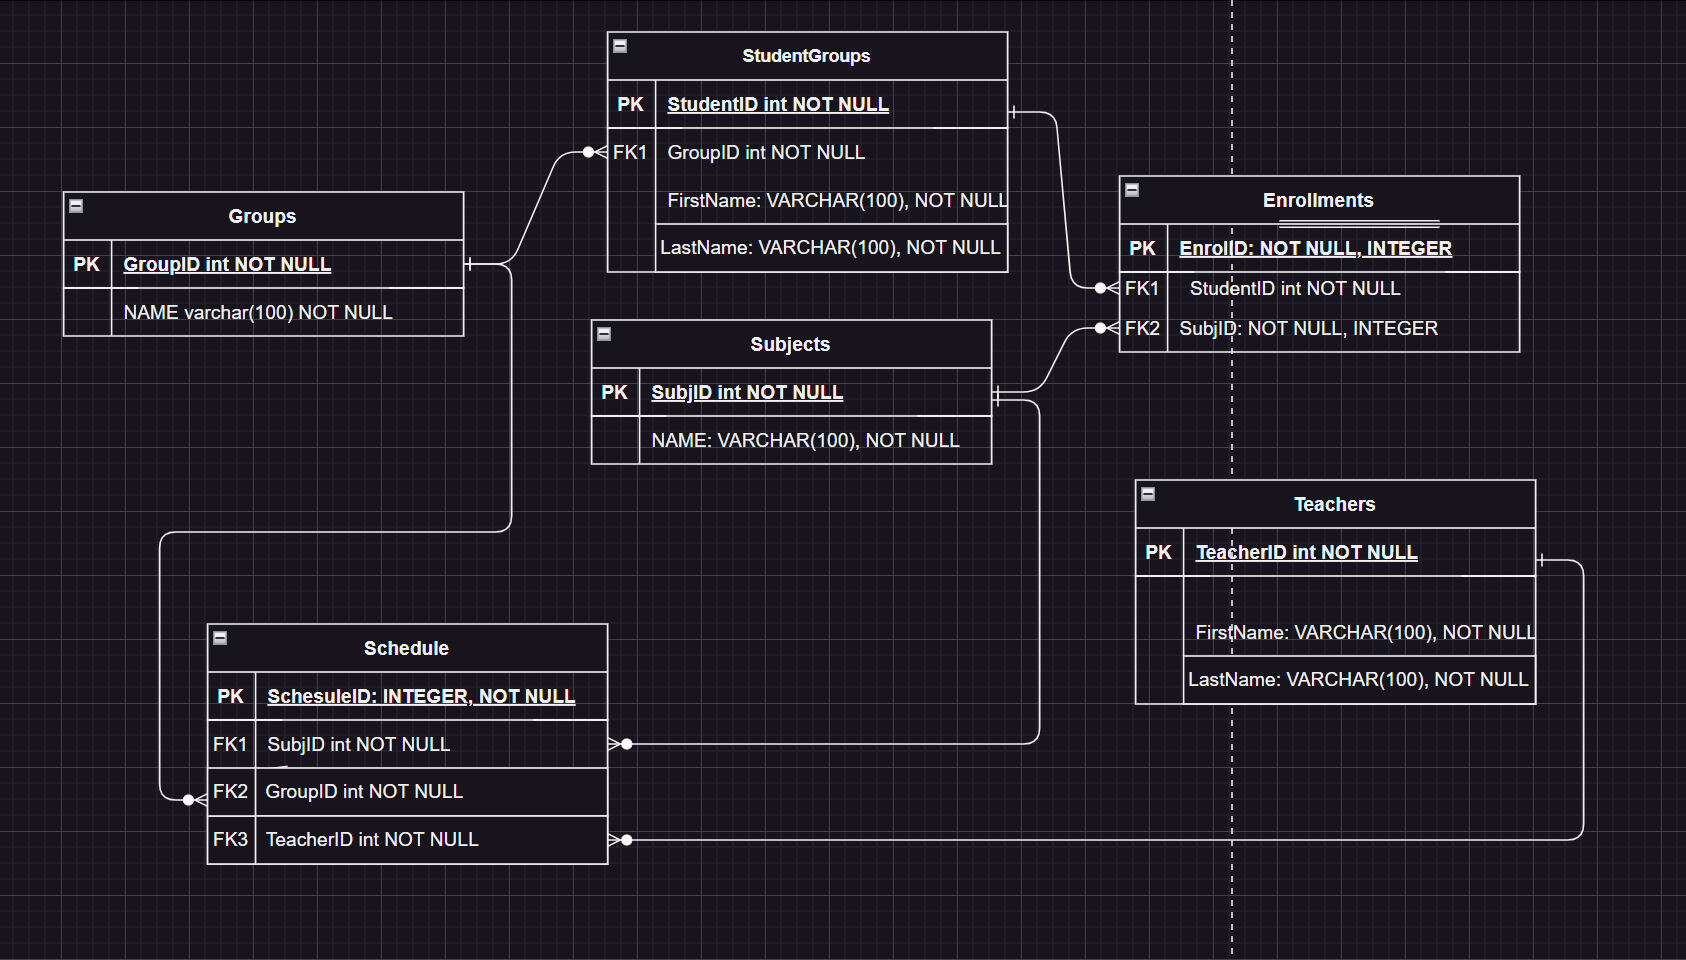 StudentGroups
PK StudentID int NOT NULL
FK1 GroupID int NOT NULL
FirstName: VARCHAR(100), NOT NULL
LastName: VARCHAR(100), NOT NULL
Groups
PK GroupID int NOT NULL
NAME varchar(100) NOT NULL
Enrollments
PK EnrolID: NOT NULL, INTEGER
FK1 StudentID int NOT NULL
FK2 SubjID: NOT NULL, INTEGER
Subjects
PK SubjID int NOT NULL
NAME: VARCHAR(100), NOT NULL
Teachers
PK TeacherID int NOT NULL
FirstName: VARCHAR(100), NOT NULL
LastName: VARCHAR(100), NOT NULL
Schedule
PK SchesuleID: INTEGER, NOT NULL
FK1 SubjID int NOT NULL
FK2 GroupID int NOT NULL
FK3 TeacherID int NOT NULL